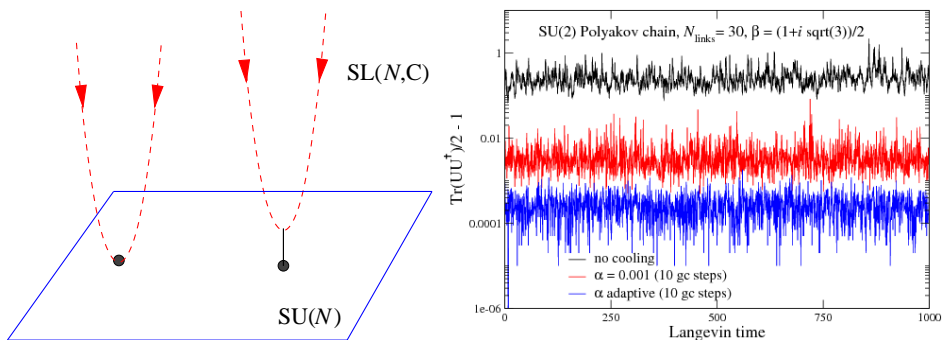 SL(N,C)
SU(N)
SU(2) Polyakov chain, N_links = 30, β = (1+i sqrt(3))/2
Tr(UU†)/2 - 1
1
0.01
0.0001
1e-06
no cooling
α = 0.001 (10 gc steps)
α adaptive (10 gc steps)
0 250 500 750 1000
Langevin time